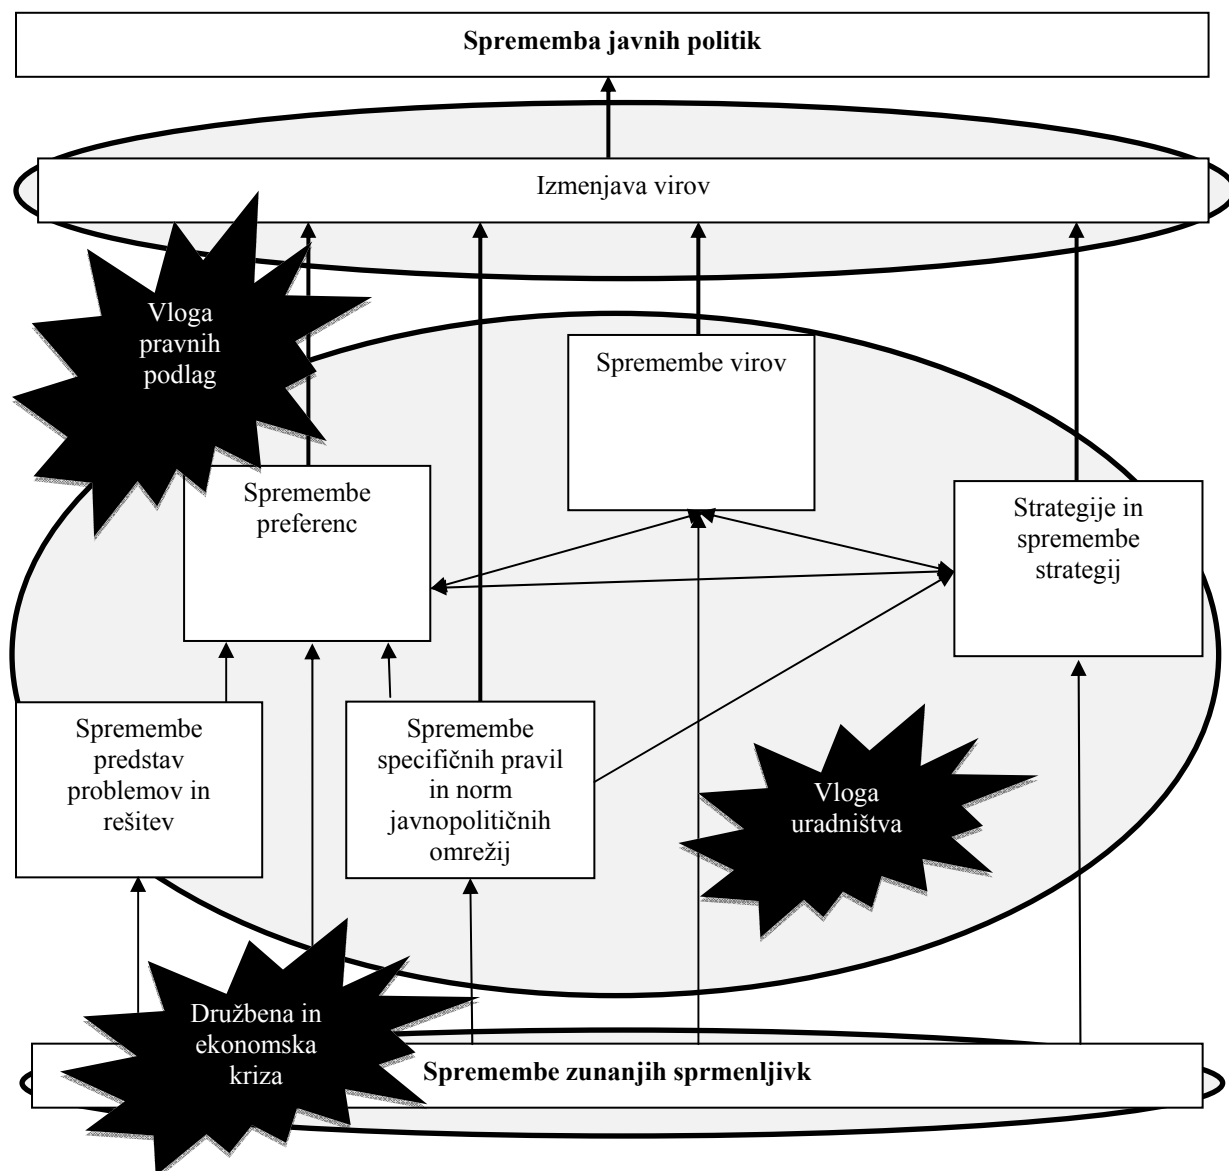 Sprememba javnih politik
Izmenjava virov
Vloga
pravnih
podlag
Spremembe virov
Spremembe
preferenc
Strategije in
spremembe
strategij
Spremembe
predstav
problemov in
rešitev
Spremembe
specifičnih pravil
in norm
javnopolitičnih
omrežij
Vloga
uradništva
Družbena in
ekonomska
kriza
Spremembe zunanjih sprmenljivk